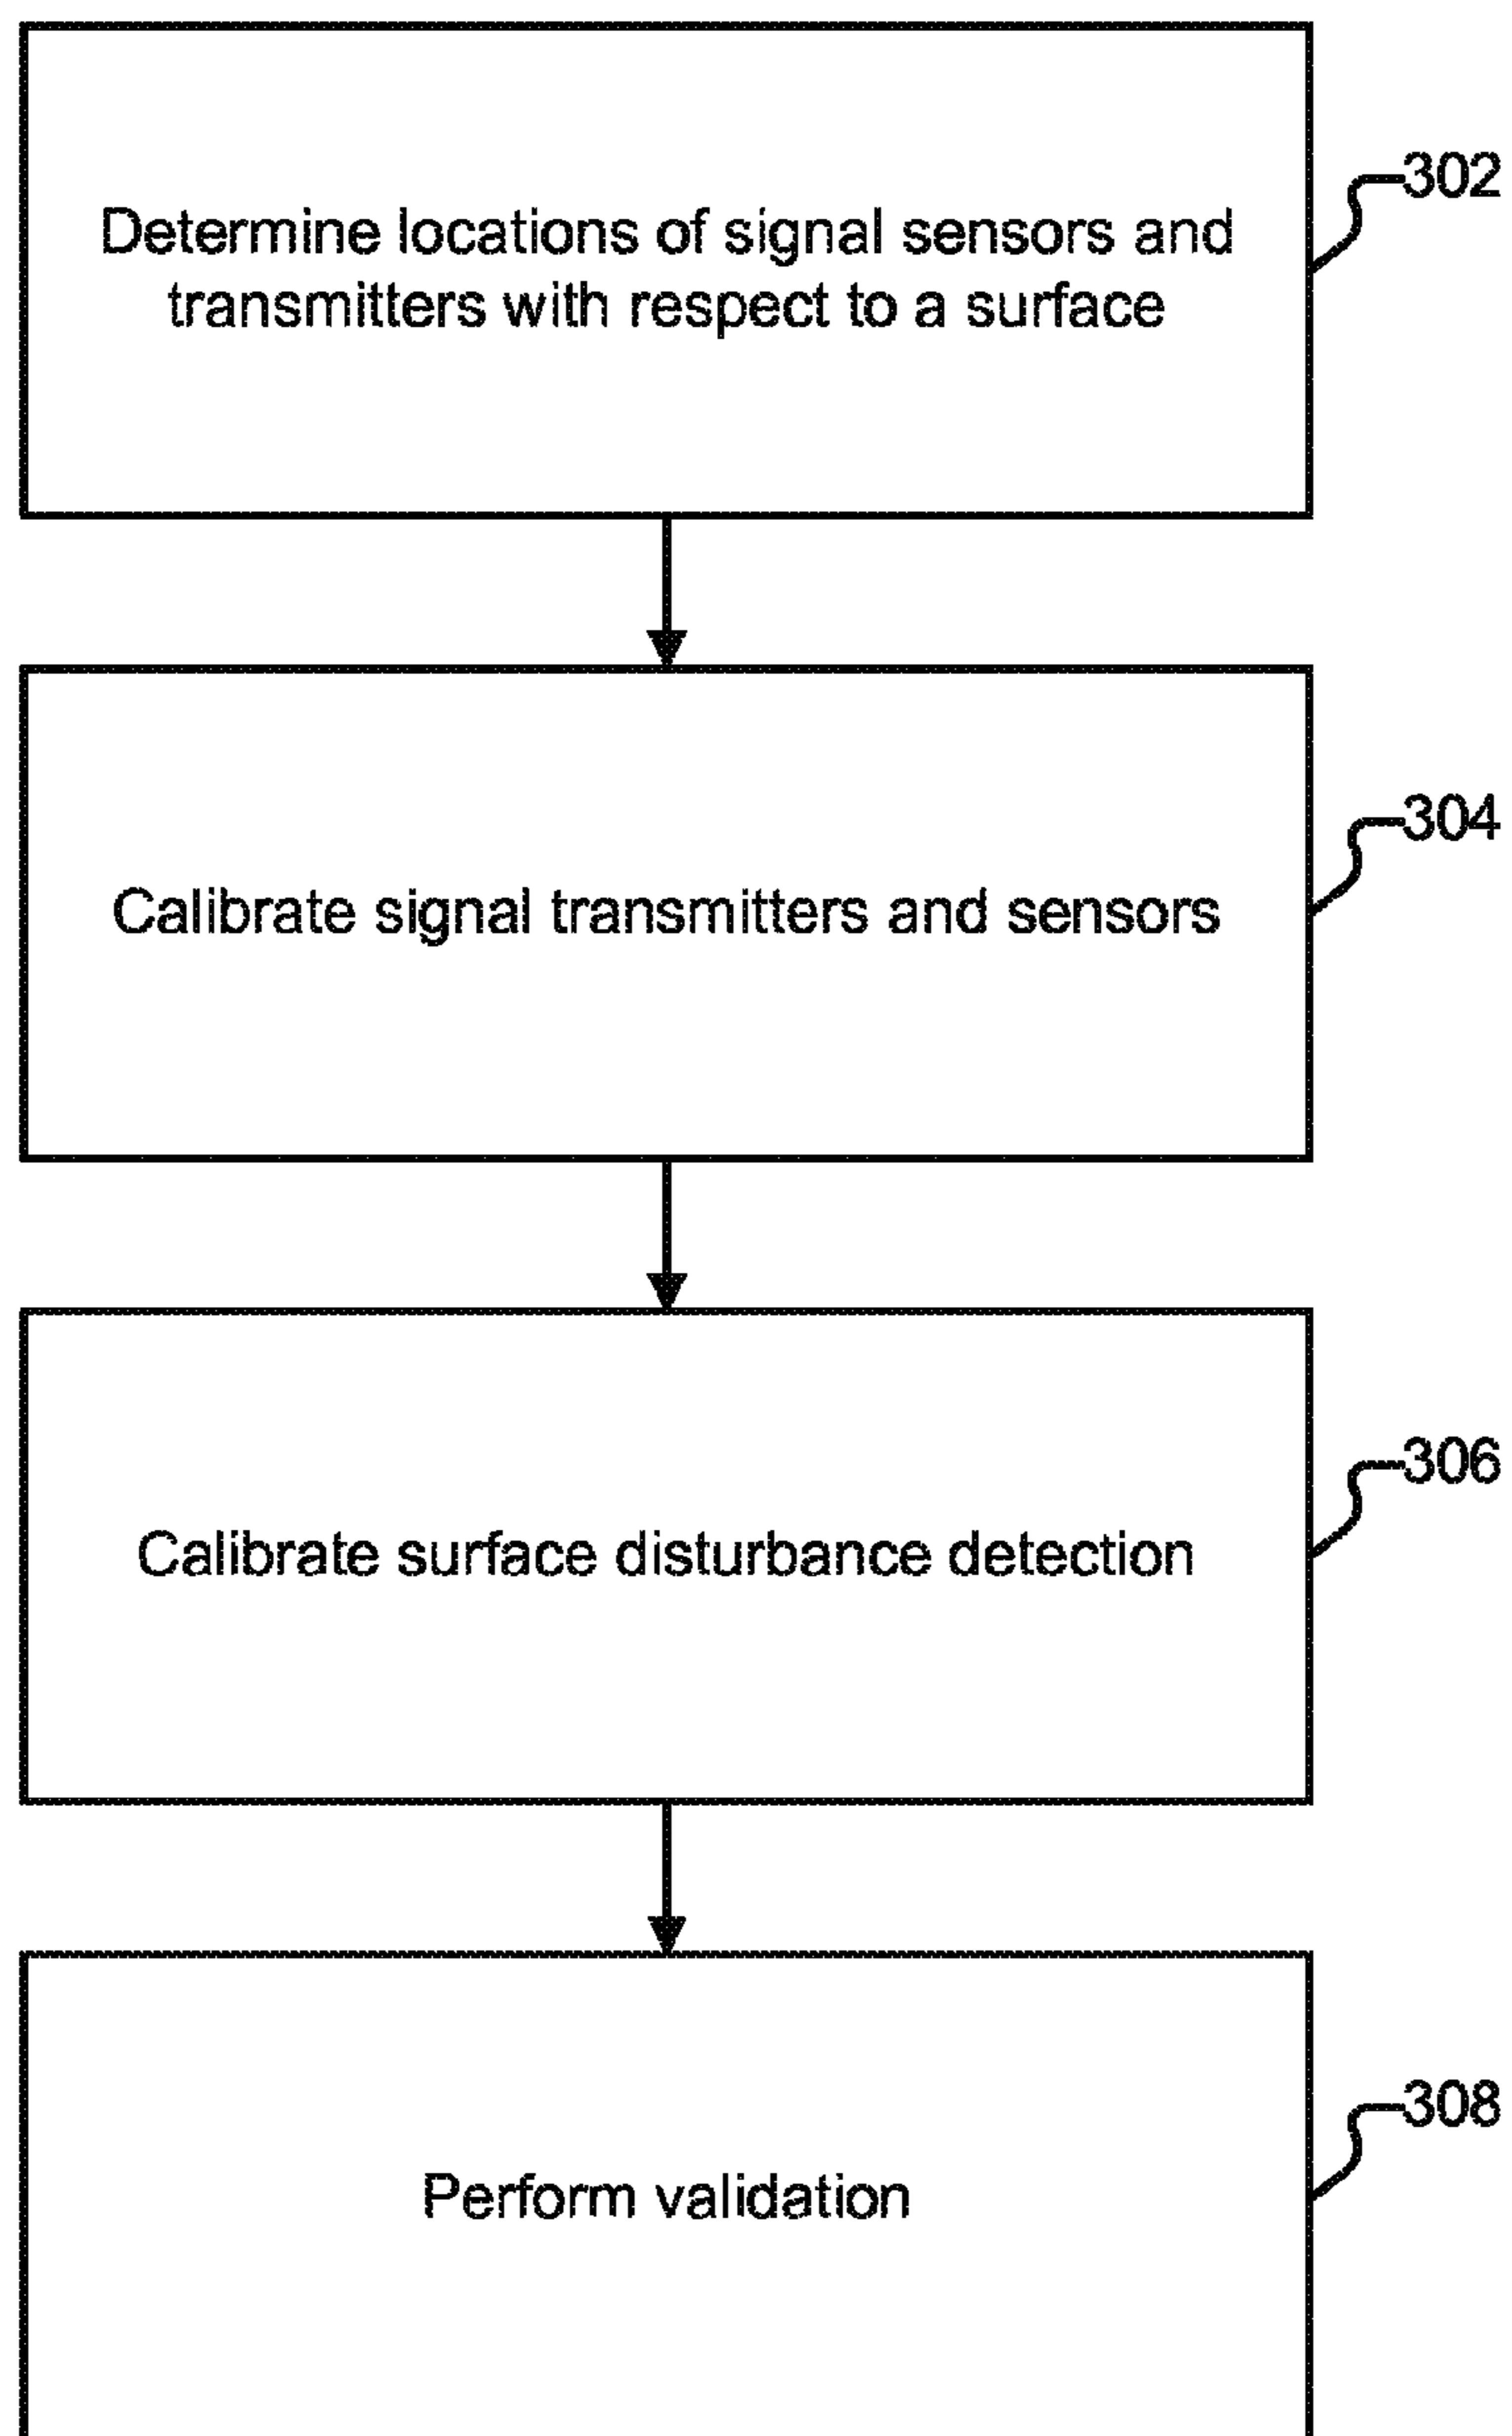 302
Determine locations of signal sensors and
transmitters with respect to a surface
304
Calibrate signal transmitters and sensors
306
Calibrate surface disturbance detection
308
Perform validation